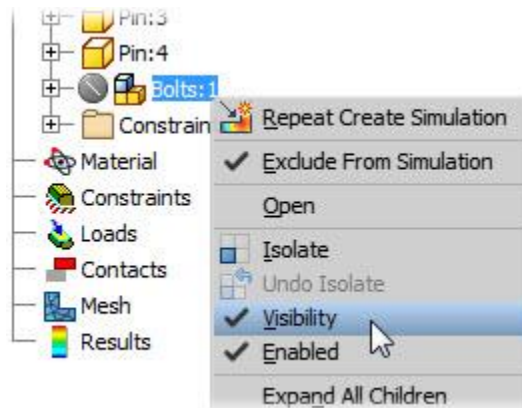 Pin:3
Pin:4
Bolts:1
Constrain
Material
Constraints
Loads
Contacts
Mesh
Results
Repeat Create Simulation
Exclude From Simulation
Open
Isolate
Undo Isolate
Visibility
Enabled
Expand All Children